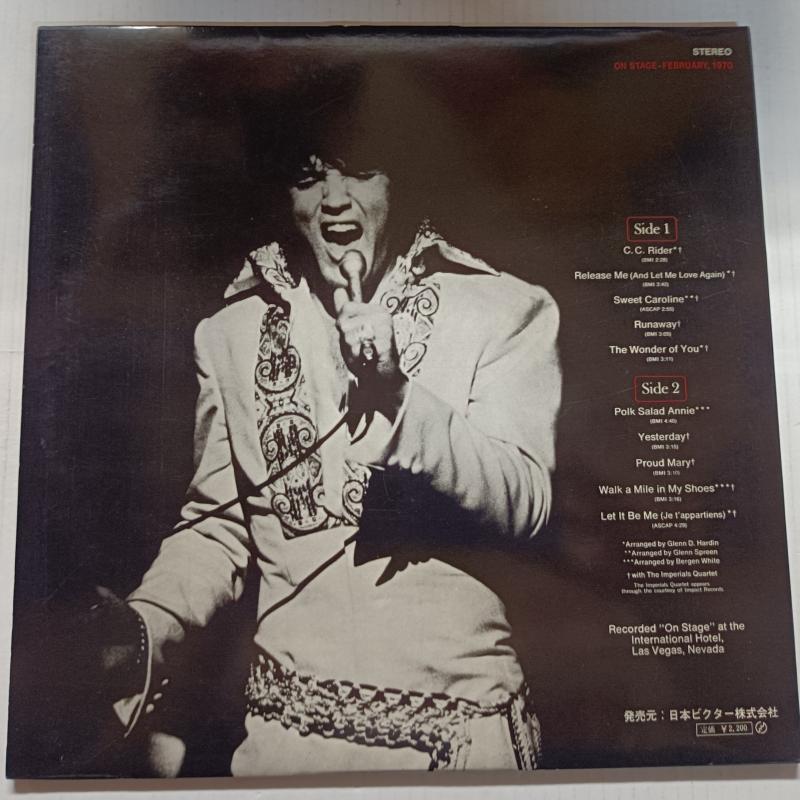 STEREO
ON STAGE-FEBRUARY, 1970
Side 1
C. C. Rider*†
(BMI 2:28)
Release Me (And Let Me Love Again)*†
(BMI 3:40)
Sweet Caroline**†
(ASCAP 2:55)
Runaway†
(BMI 3:05)
The Wonder of You*†
(BMI 3:11)
Side 2
Polk Salad Annie***
(BMI 4:40)
Yesterday†
(BMI 3:15)
Proud Mary†
(BMI 3:10)
Walk a Mile in My Shoes***†
(BMI 3:16)
Let It Be Me (Je t'appartiens)*†
(ASCAP 4:29)
*Arranged by Glenn D. Hardin
**Arranged by Glenn Spreen
***Arranged by Bergen White
† with The Imperials Quartet
The Imperials Quartet appears
through the courtesy of Impact Records
Recorded "On Stage" at the
International Hotel,
Las Vegas, Nevada
発売元：日本ビクター株式会社
定価 ¥2,200